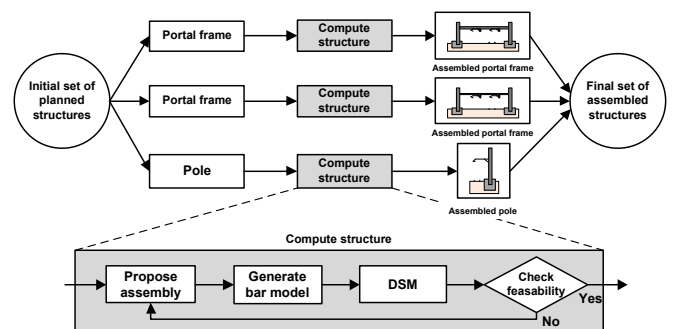 Initial set of
planned
structures
Portal frame
Compute
structure
Assembled portal frame
Portal frame
Compute
structure
Assembled portal frame
Pole
Compute
structure
Assembled pole
Final set of
assembled
structures
Compute structure
Propose
assembly
Generate
bar model
DSM
Check
feasability
Yes
No